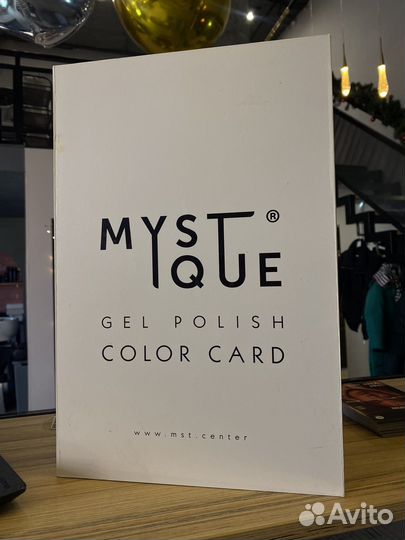 MYST®
IQUE
GEL POLISH
COLOR CARD
www.mst.center
Avito